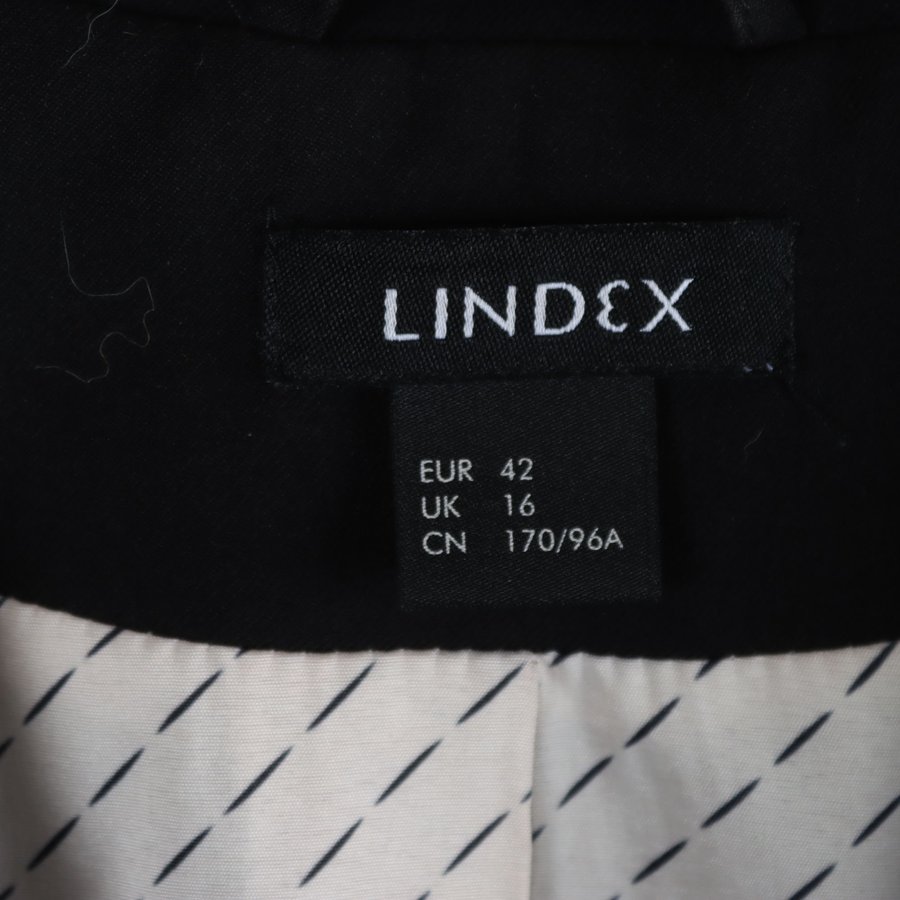 LINDEX
EUR 42
UK 16
CN 170/96A